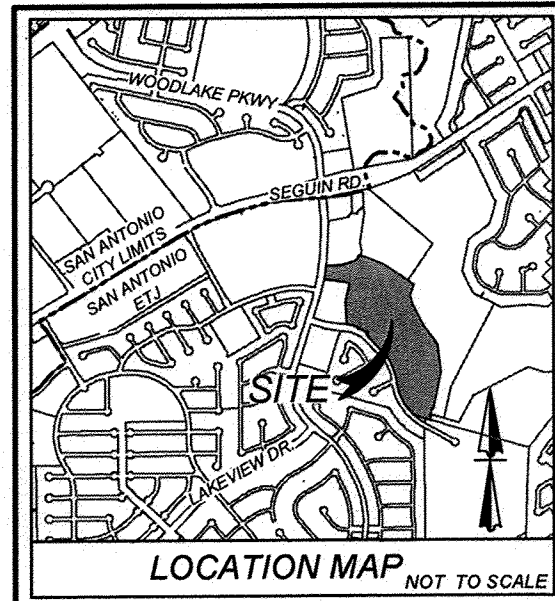 WOODLAKE PKWY
SEGUIN RD.
SAN ANTONIO
CITY LIMITS
SAN ANTONIO
ETJ
SITE
LAKEVIEW DR.
LOCATION MAP
NOT TO SCALE